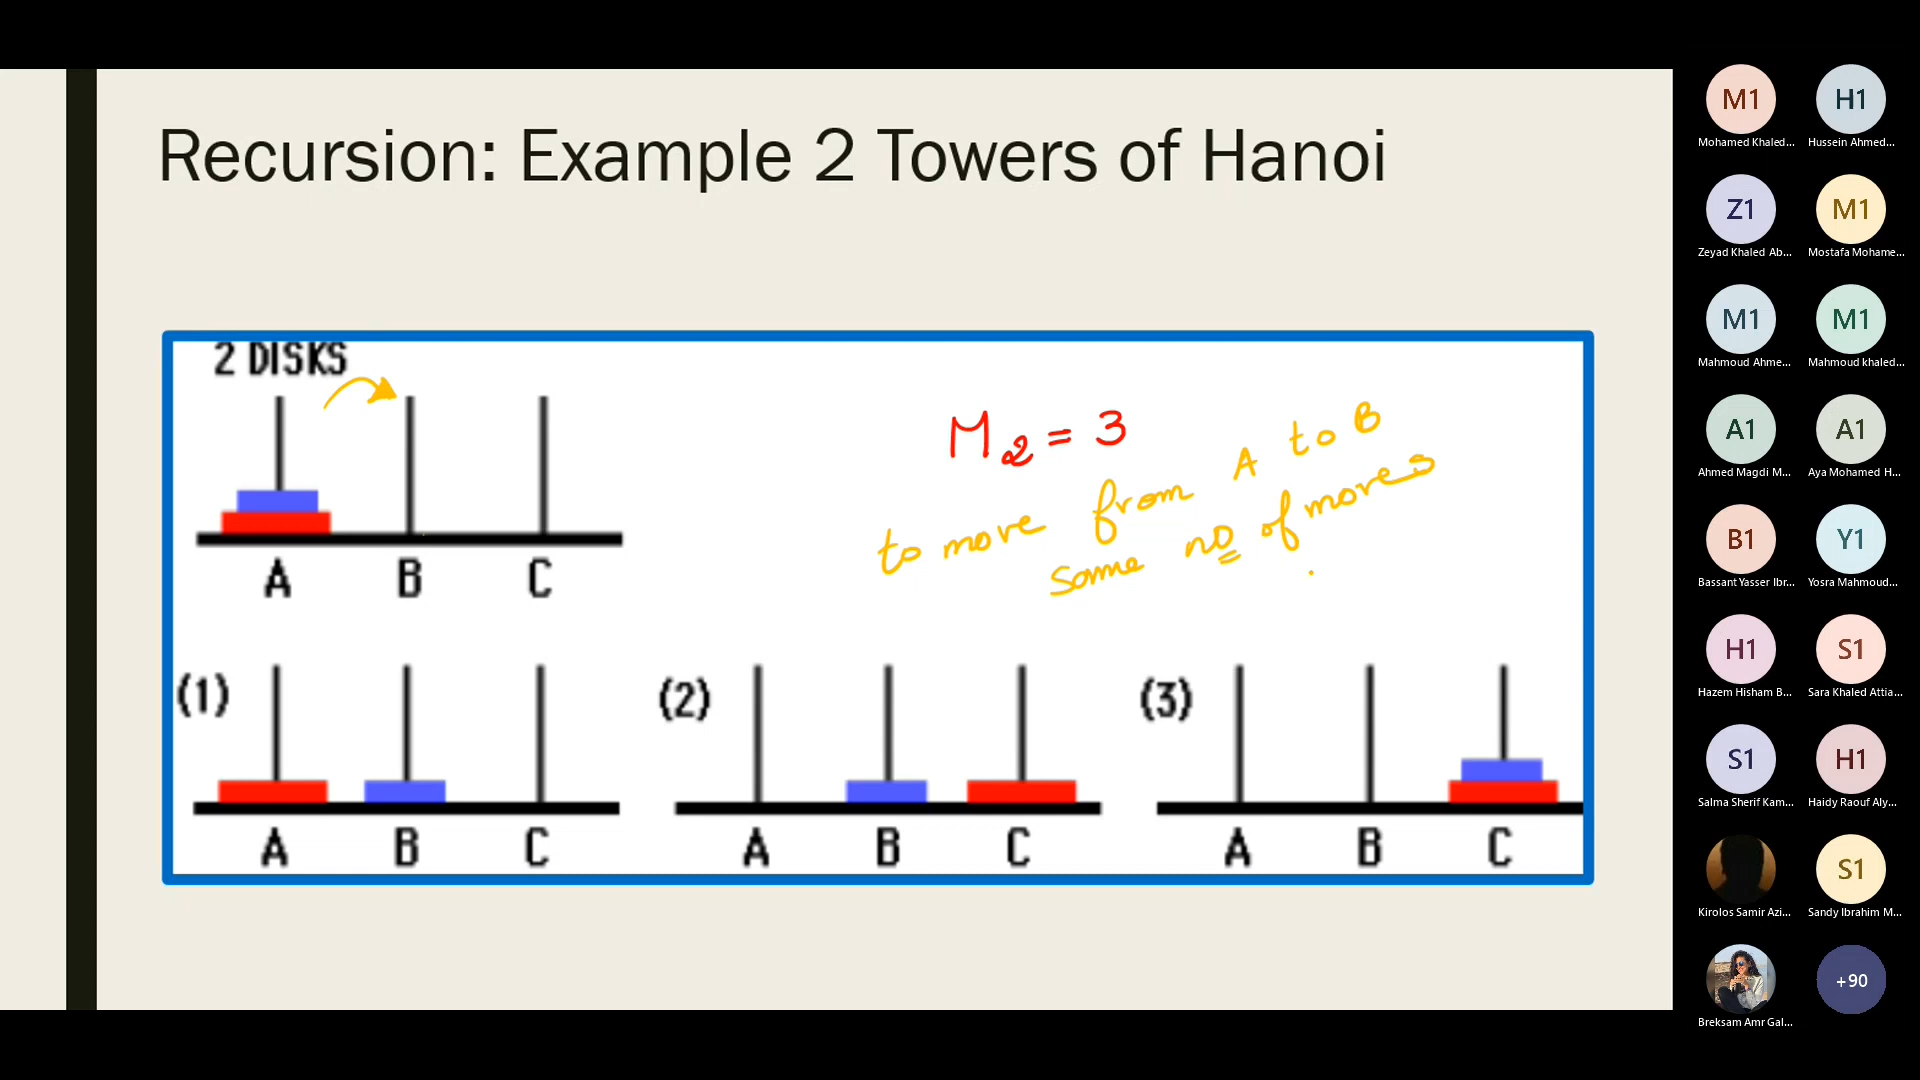 Recursion: Example 2 Towers of Hanoi
2 DISKS
A B C
M2 = 3
to move from A to B
same no of moves
(1)
A B C
(2)
A B C
(3)
A B C
M1 H1
Mohamed Khaled... Hussein Ahmed...
Z1 M1
Zeyad Khaled Ab... Mostafa Mohame...
M1 M1
Mahmoud Ahme... Mahmoud khaled...
A1 A1
Ahmed Magdi M... Aya Mohamed H...
B1 Y1
Bassant Yasser Ibr... Yosra Mahmoud...
H1 S1
Hazem Hisham B... Sara Khaled Attia...
S1 H1
Salma Sherif Kam... Haidy Raouf Aly...
S1
Kirolos Samir Azi... Sandy Ibrahim M...
+90
Breksam Amr Gal...